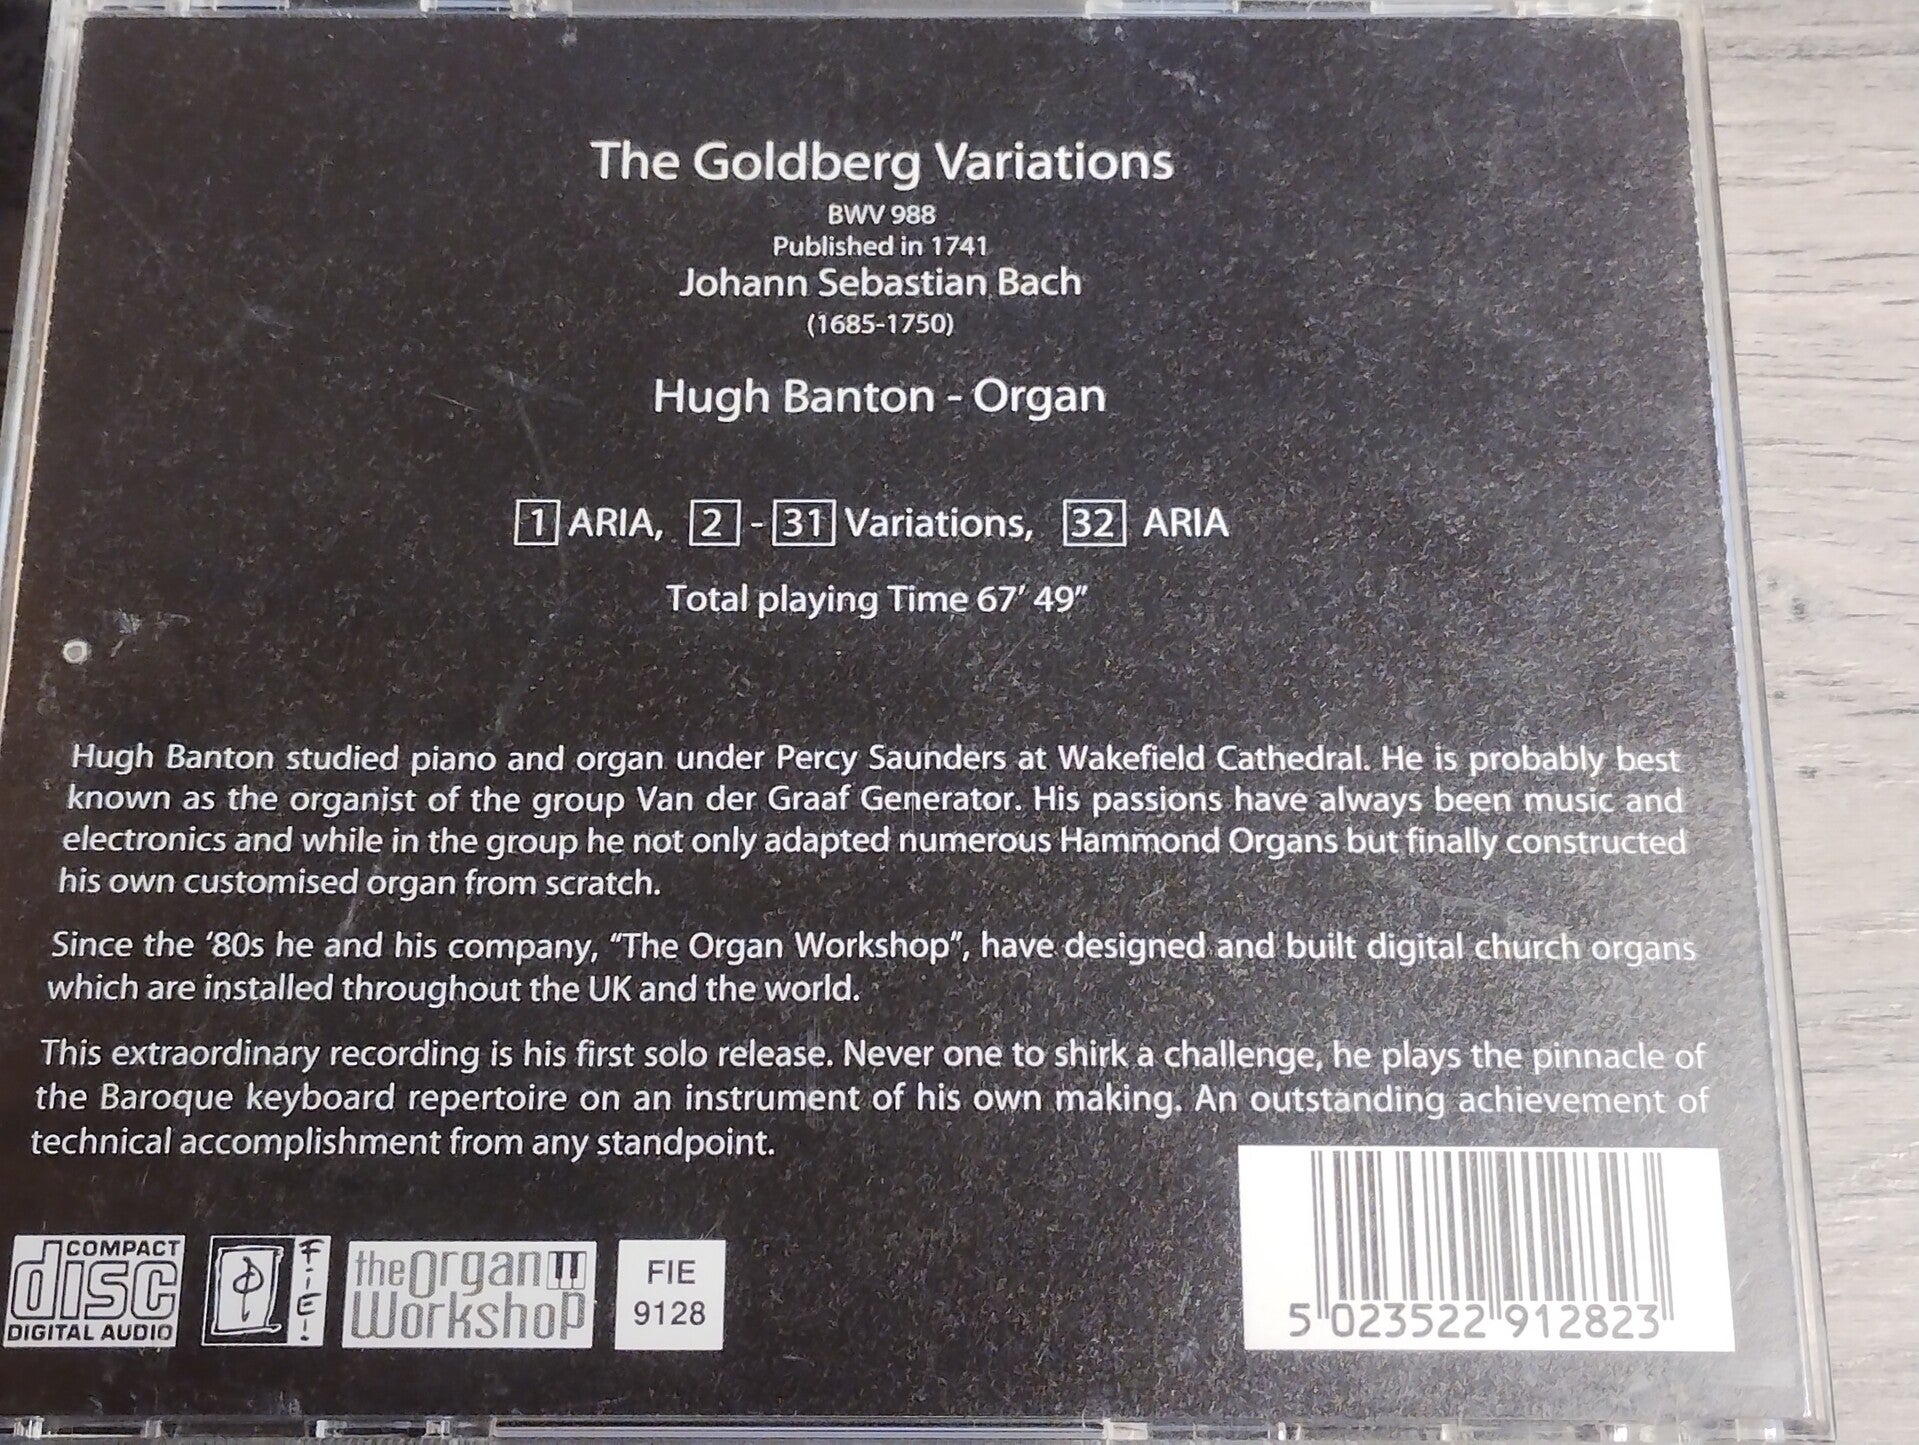 The Goldberg Variations
BWV 988
Published in 1741
Johann Sebastian Bach
(1685-1750)
Hugh Banton - Organ
1 ARIA, 2 - 31 Variations, 32 ARIA
Total playing Time 67' 49"
Hugh Banton studied piano and organ under Percy Saunders at Wakefield Cathedral. He is probably best
known as the organist of the group Van der Graaf Generator. His passions have always been music and
electronics and while in the group he not only adapted numerous Hammond Organs but finally constructed
his own customised organ from scratch.
Since the '80s he and his company, "The Organ Workshop", have designed and built digital church organs
which are installed throughout the UK and the world.
This extraordinary recording is his first solo release. Never one to shirk a challenge, he plays the pinnacle of
the Baroque keyboard repertoire on an instrument of his own making. An outstanding achievement of
technical accomplishment from any standpoint.
COMPACT
disc
DIGITAL AUDIO
F·I·E·!
the Organ
Workshop
FIE
9128
5 023522 912823